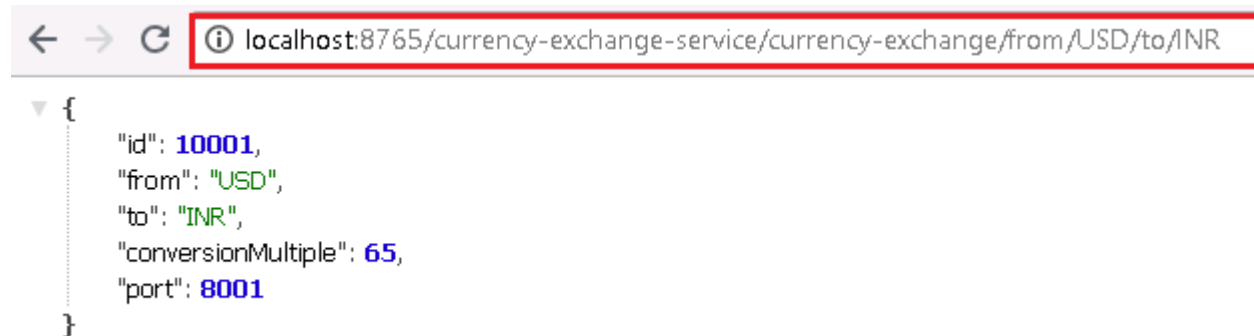 localhost:8765/currency-exchange-service/currency-exchange/from/USD/to/INR
{
"id": 10001,
"from": "USD",
"to": "INR",
"conversionMultiple": 65,
"port": 8001
}